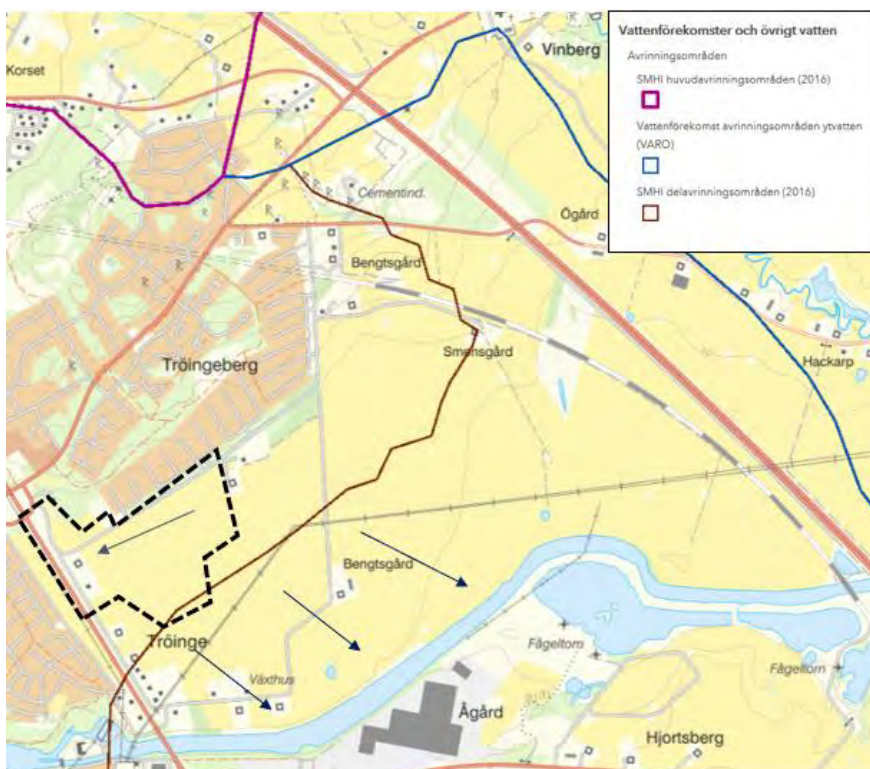 Vattenförekomster och övrigt vatten
Avrinningsområden
SMHI huvudavrinningsområden (2016)
Vattenförekomst avrinningsområden ytvatten
(VARO)
SMHI delavrinningsområden (2016)
Korset
Vinberg
Cementind.
Ögård
Bengtsgård
Smensgård
Tröingeberg
Hackarp
Bengtsgård
Tröinge
Växthus
Fågeltorn
Fågeltorn
Ågård
Hjortsberg
R
R
R
R
R
R
R
R
R